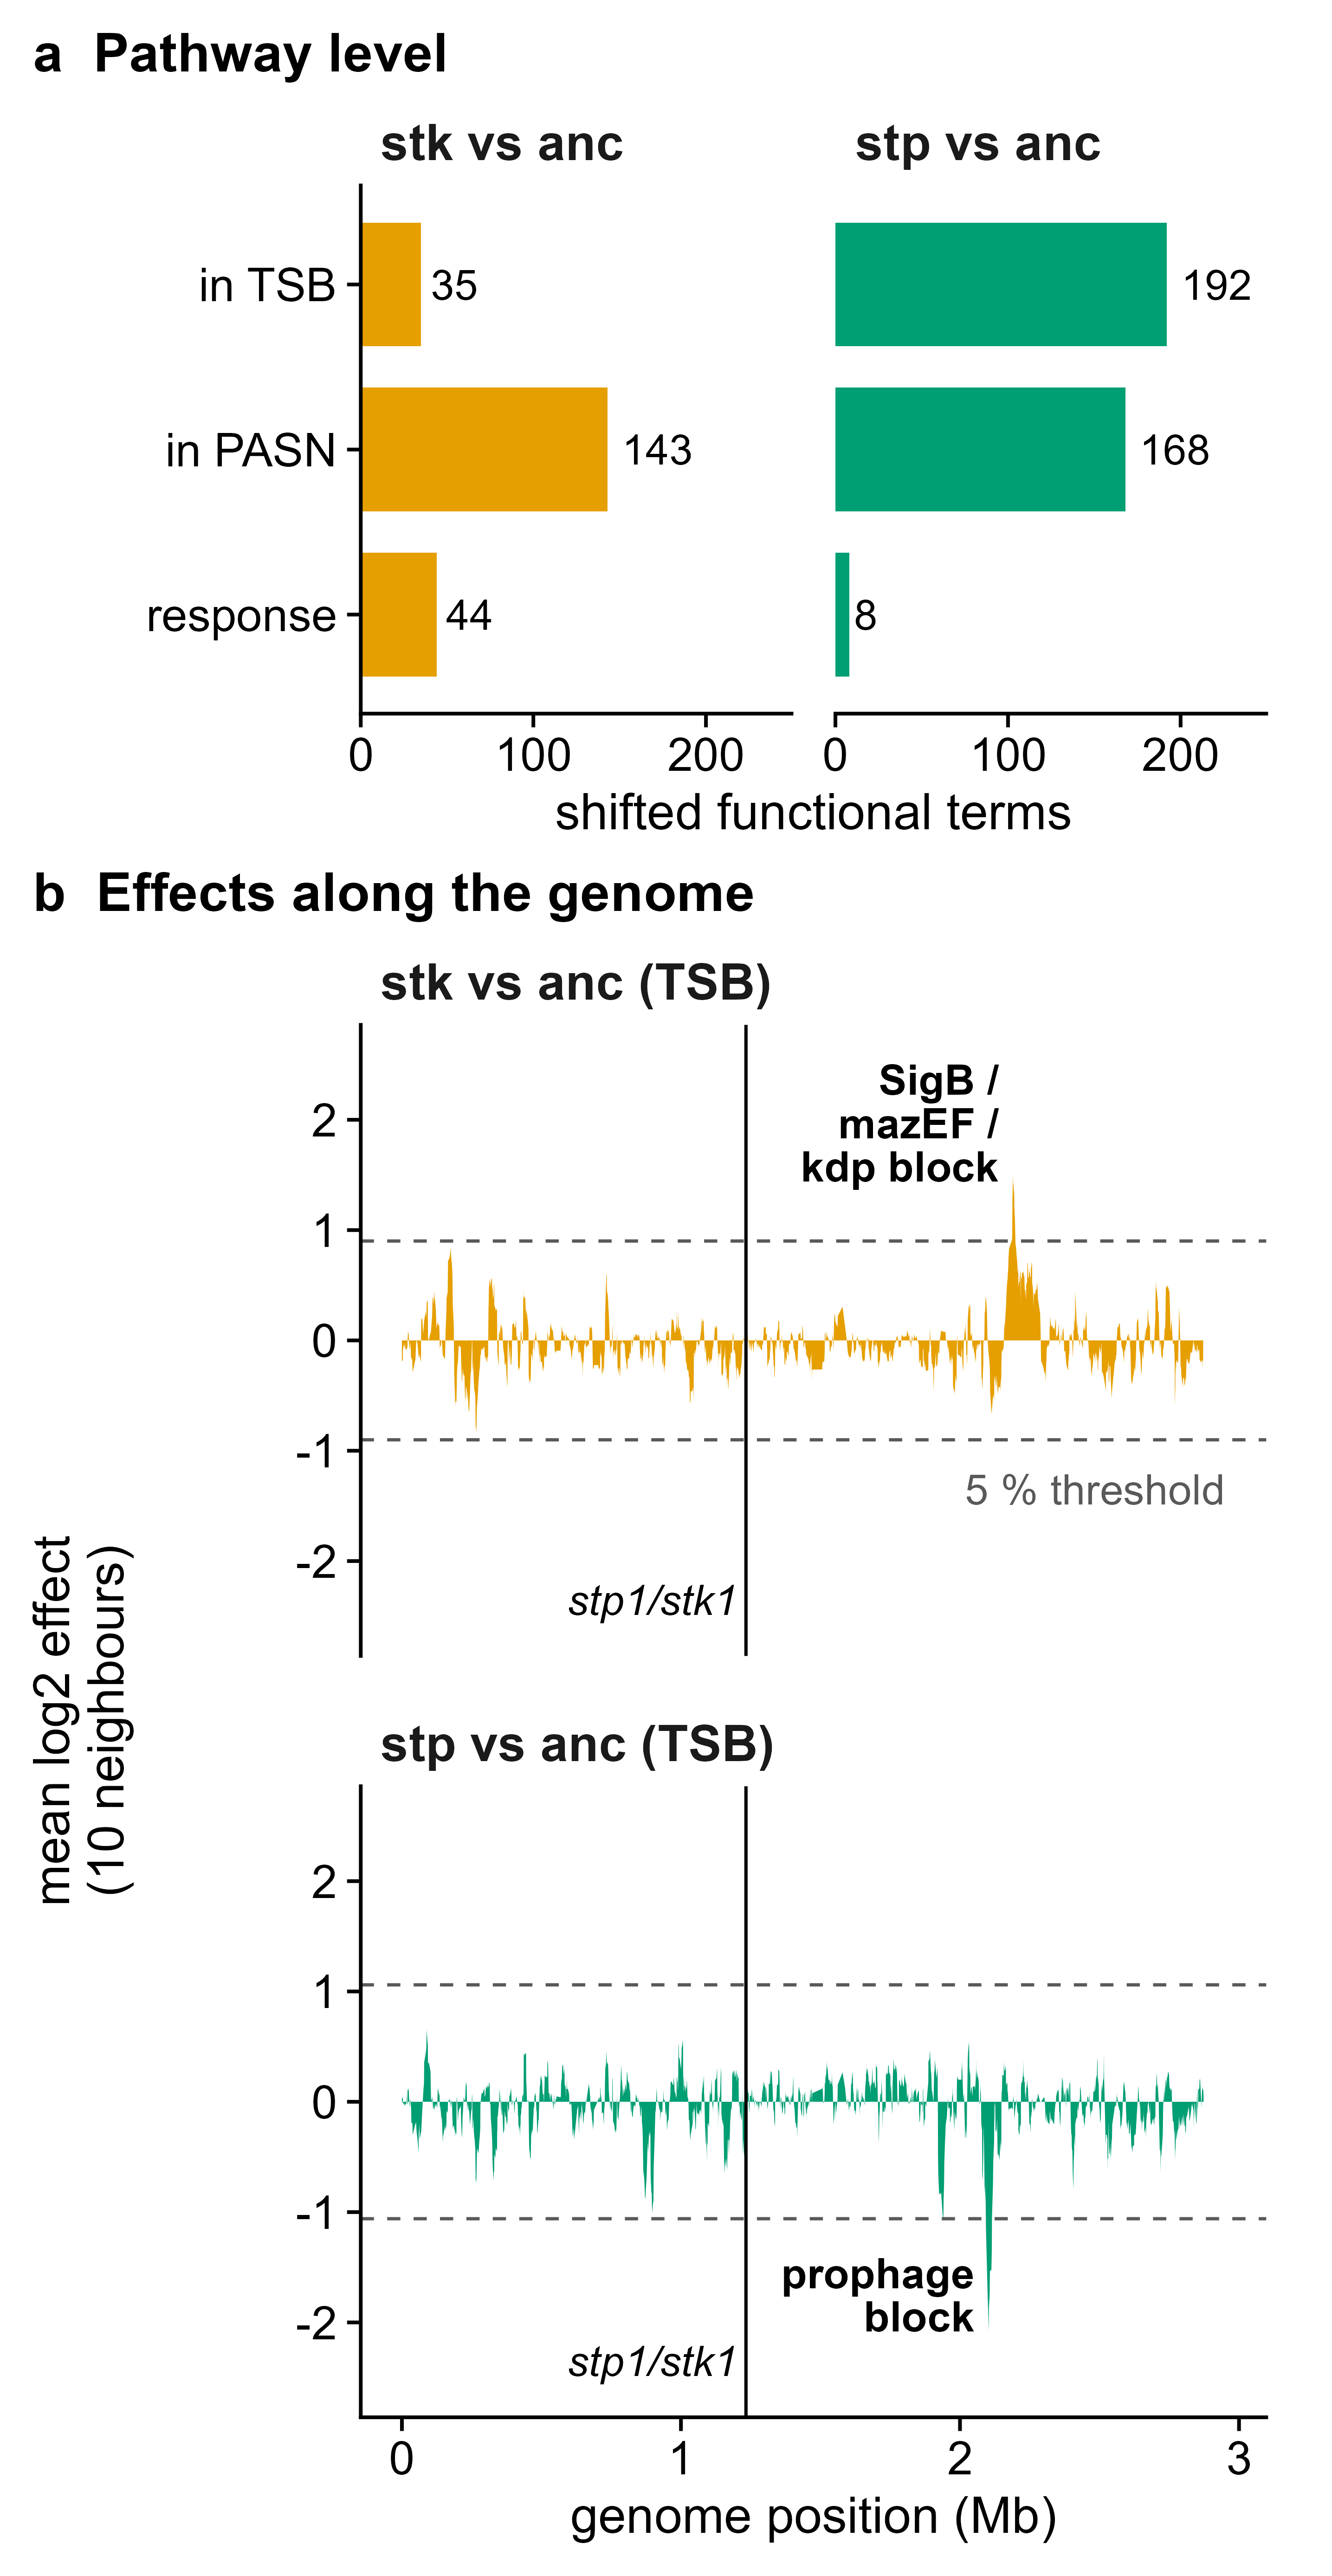 a Pathway level
stk vs anc
stp vs anc
in TSB
35
192
in PASN
143
168
response
44
8
0 100 200
0 100 200
shifted functional terms
b Effects along the genome
stk vs anc (TSB)
SigB /
mazEF /
kdp block
2
1
0
-1
-2
5 % threshold
stp1/stk1
mean log2 effect
(10 neighbours)
stp vs anc (TSB)
2
1
0
-1
-2
prophage
block
stp1/stk1
0 1 2 3
genome position (Mb)